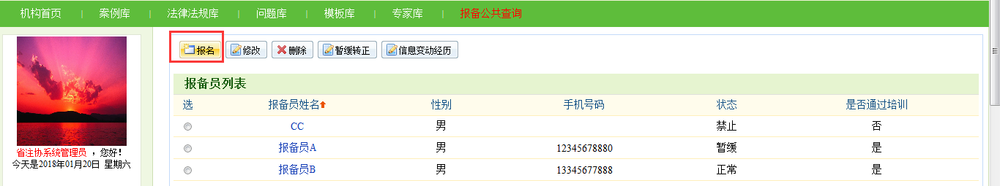 机构首页 案例库 法律法规库 问题库 模板库 专家库 报备公共查询
报名 修改 删除 暂缓转正 信息变动经历
省注协系统管理员 ，您好！
今天是2018年01月20日 星期六
报备员列表
选 报备员姓名 性别 手机号码 状态 是否通过培训
CC 男 禁止 否
报备员A 男 12345678880 暂缓 是
报备员B 男 13345677888 正常 是